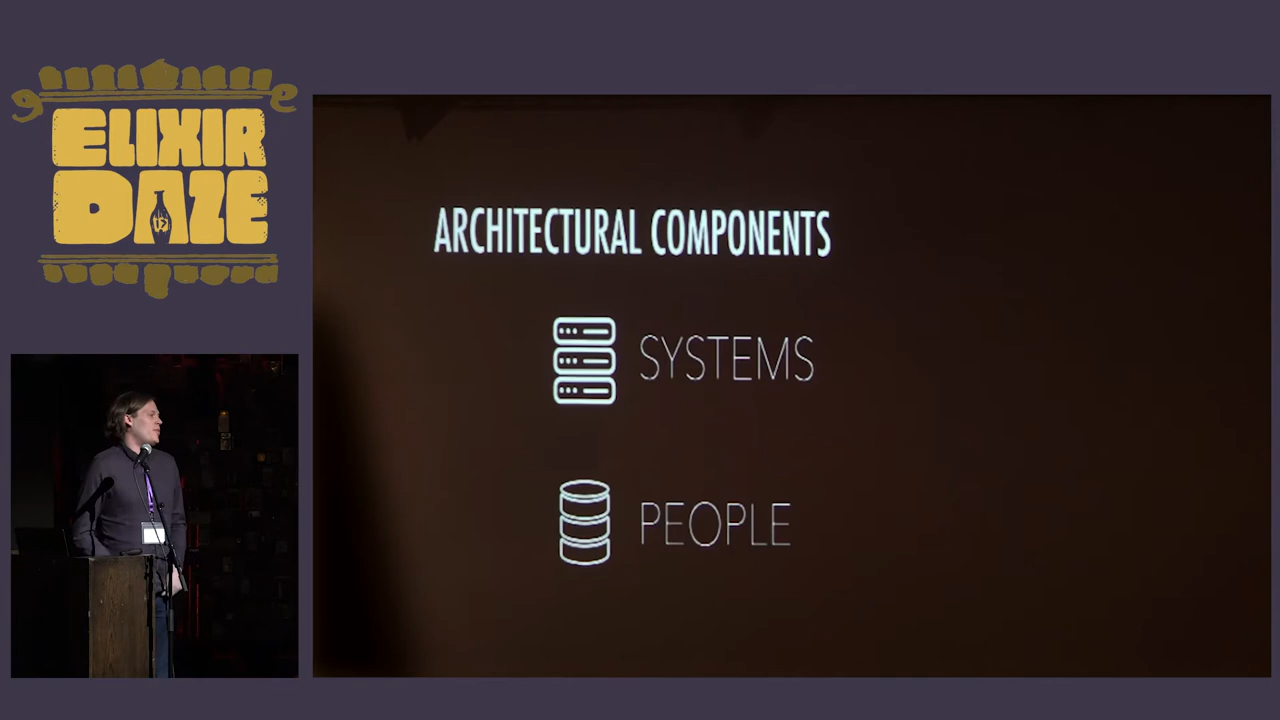 ELIXIR
DAZE
ARCHITECTURAL COMPONENTS
SYSTEMS
PEOPLE